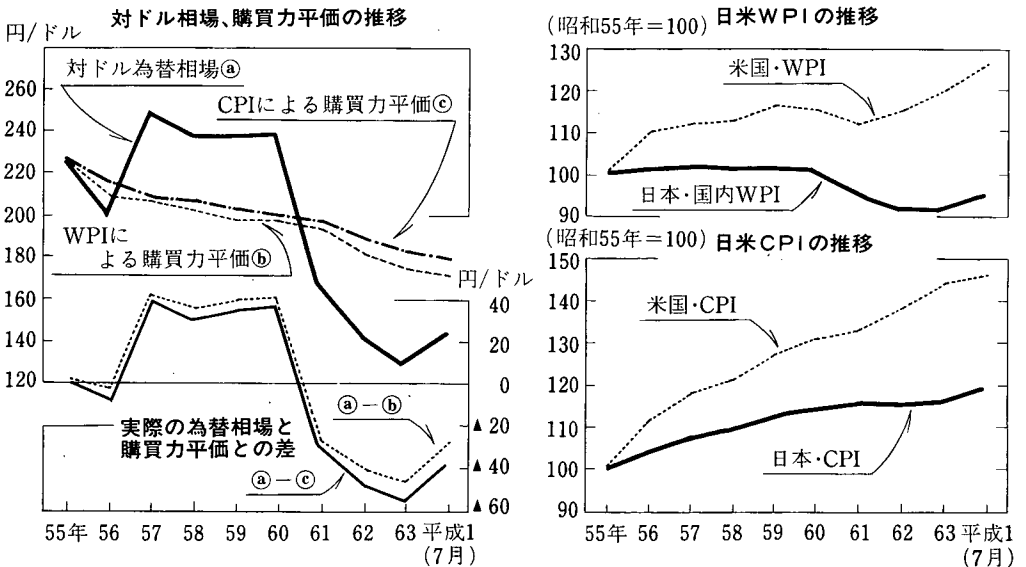 対ドル相場、購買力平価の推移
円/ドル
260
240
220
200
180
160
140
120
対ドル為替相場ⓐ
CPIによる購買力平価ⓒ
WPIに
よる購買力平価ⓑ
円/ドル
40
20
0
▲20
▲40
▲60
ⓐ－ⓑ
実際の為替相場と
購買力平価との差
ⓐ－ⓒ
55年 56 57 58 59 60 61 62 63 平成1
(7月)
(昭和55年＝100) 日米WPIの推移
130
120
110
100
90
米国・WPI
日本・国内WPI
(昭和55年＝100) 日米CPIの推移
150
140
130
120
110
100
90
米国・CPI
日本・CPI
55年 56 57 58 59 60 61 62 63 平成1
(7月)